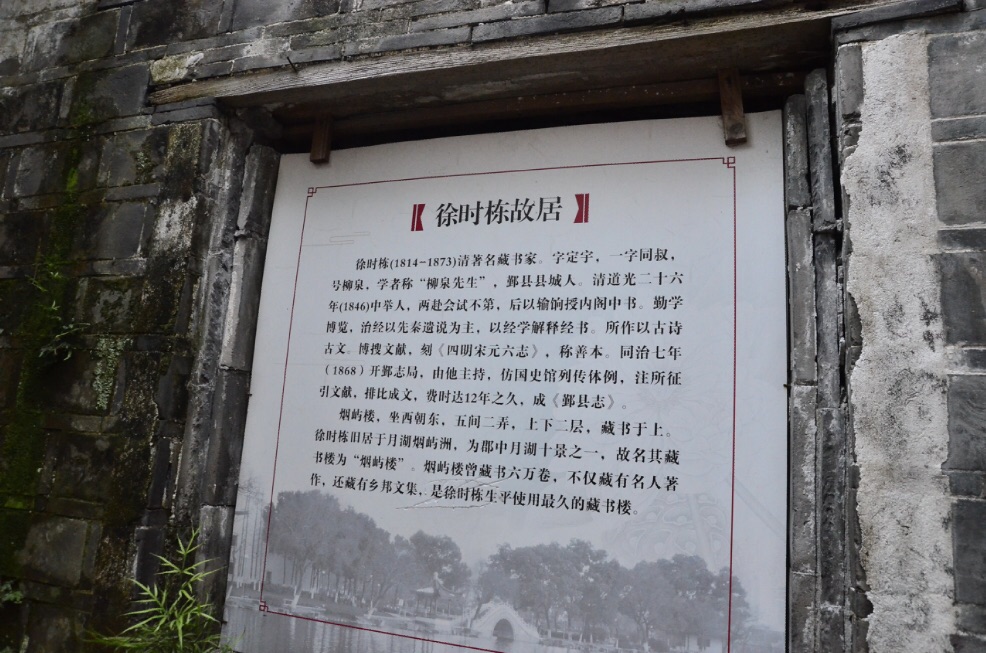 【徐时栋故居】
徐时栋(1814-1873)清著名藏书家。字定宇，一字同叔，
号柳泉，学者称“柳泉先生”，鄞县县城人。清道光二十六
年(1846)中举人，两赴会试不第，后以输饷授内阁中书。勤学
博览，治经以先秦遗说为主，以经学解释经书。所作以古诗
古文。博搜文献，刻《四明宋元六志》，称善本。同治七年
(1868)开鄞志局，由他主持，仿国史馆列传体例，注所征
引文献，排比成文，费时达12年之久，成《鄞县志》。
烟屿楼，坐西朝东，五间二弄，上下二层，藏书于上。
徐时栋旧居于月湖烟屿洲，为郡中月湖十景之一，故名其藏
书楼为“烟屿楼”。烟屿楼曾藏书六万卷，不仅藏有名人著
作，还藏有乡邦文集，是徐时栋生平使用最久的藏书楼。